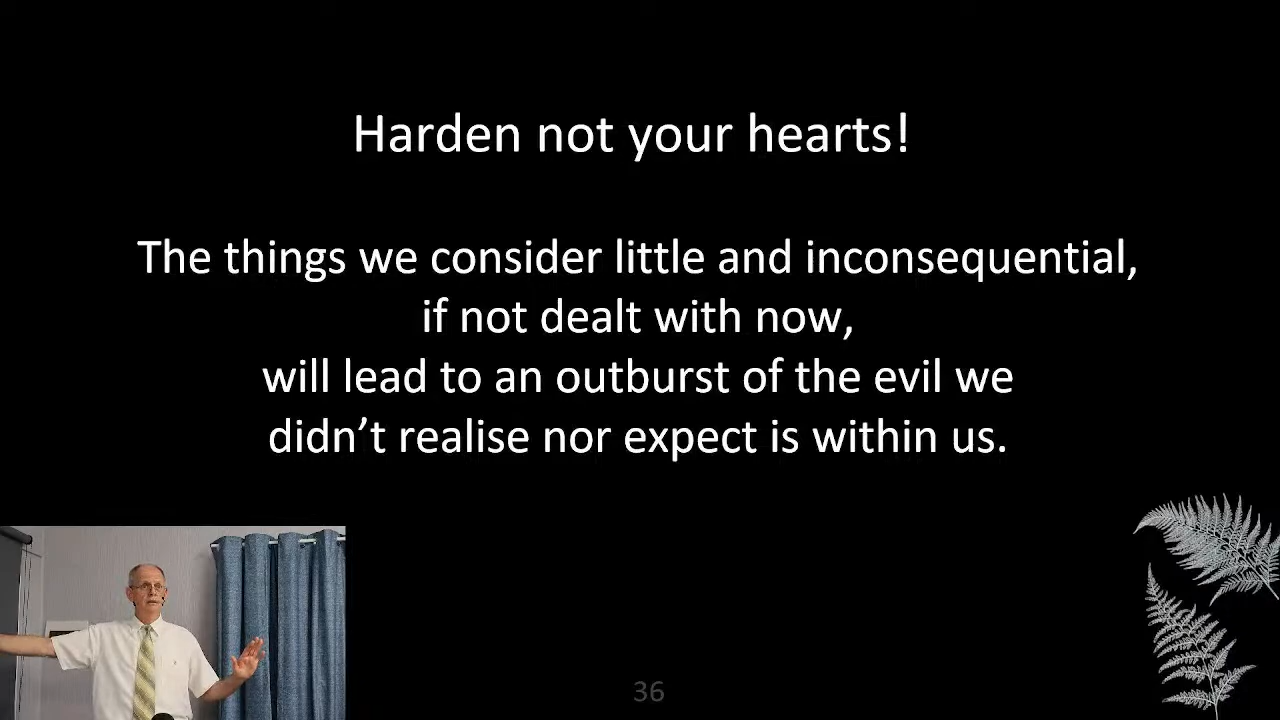 Harden not your hearts!
The things we consider little and inconsequential,
if not dealt with now,
will lead to an outburst of the evil we
didn’t realise nor expect is within us.
36